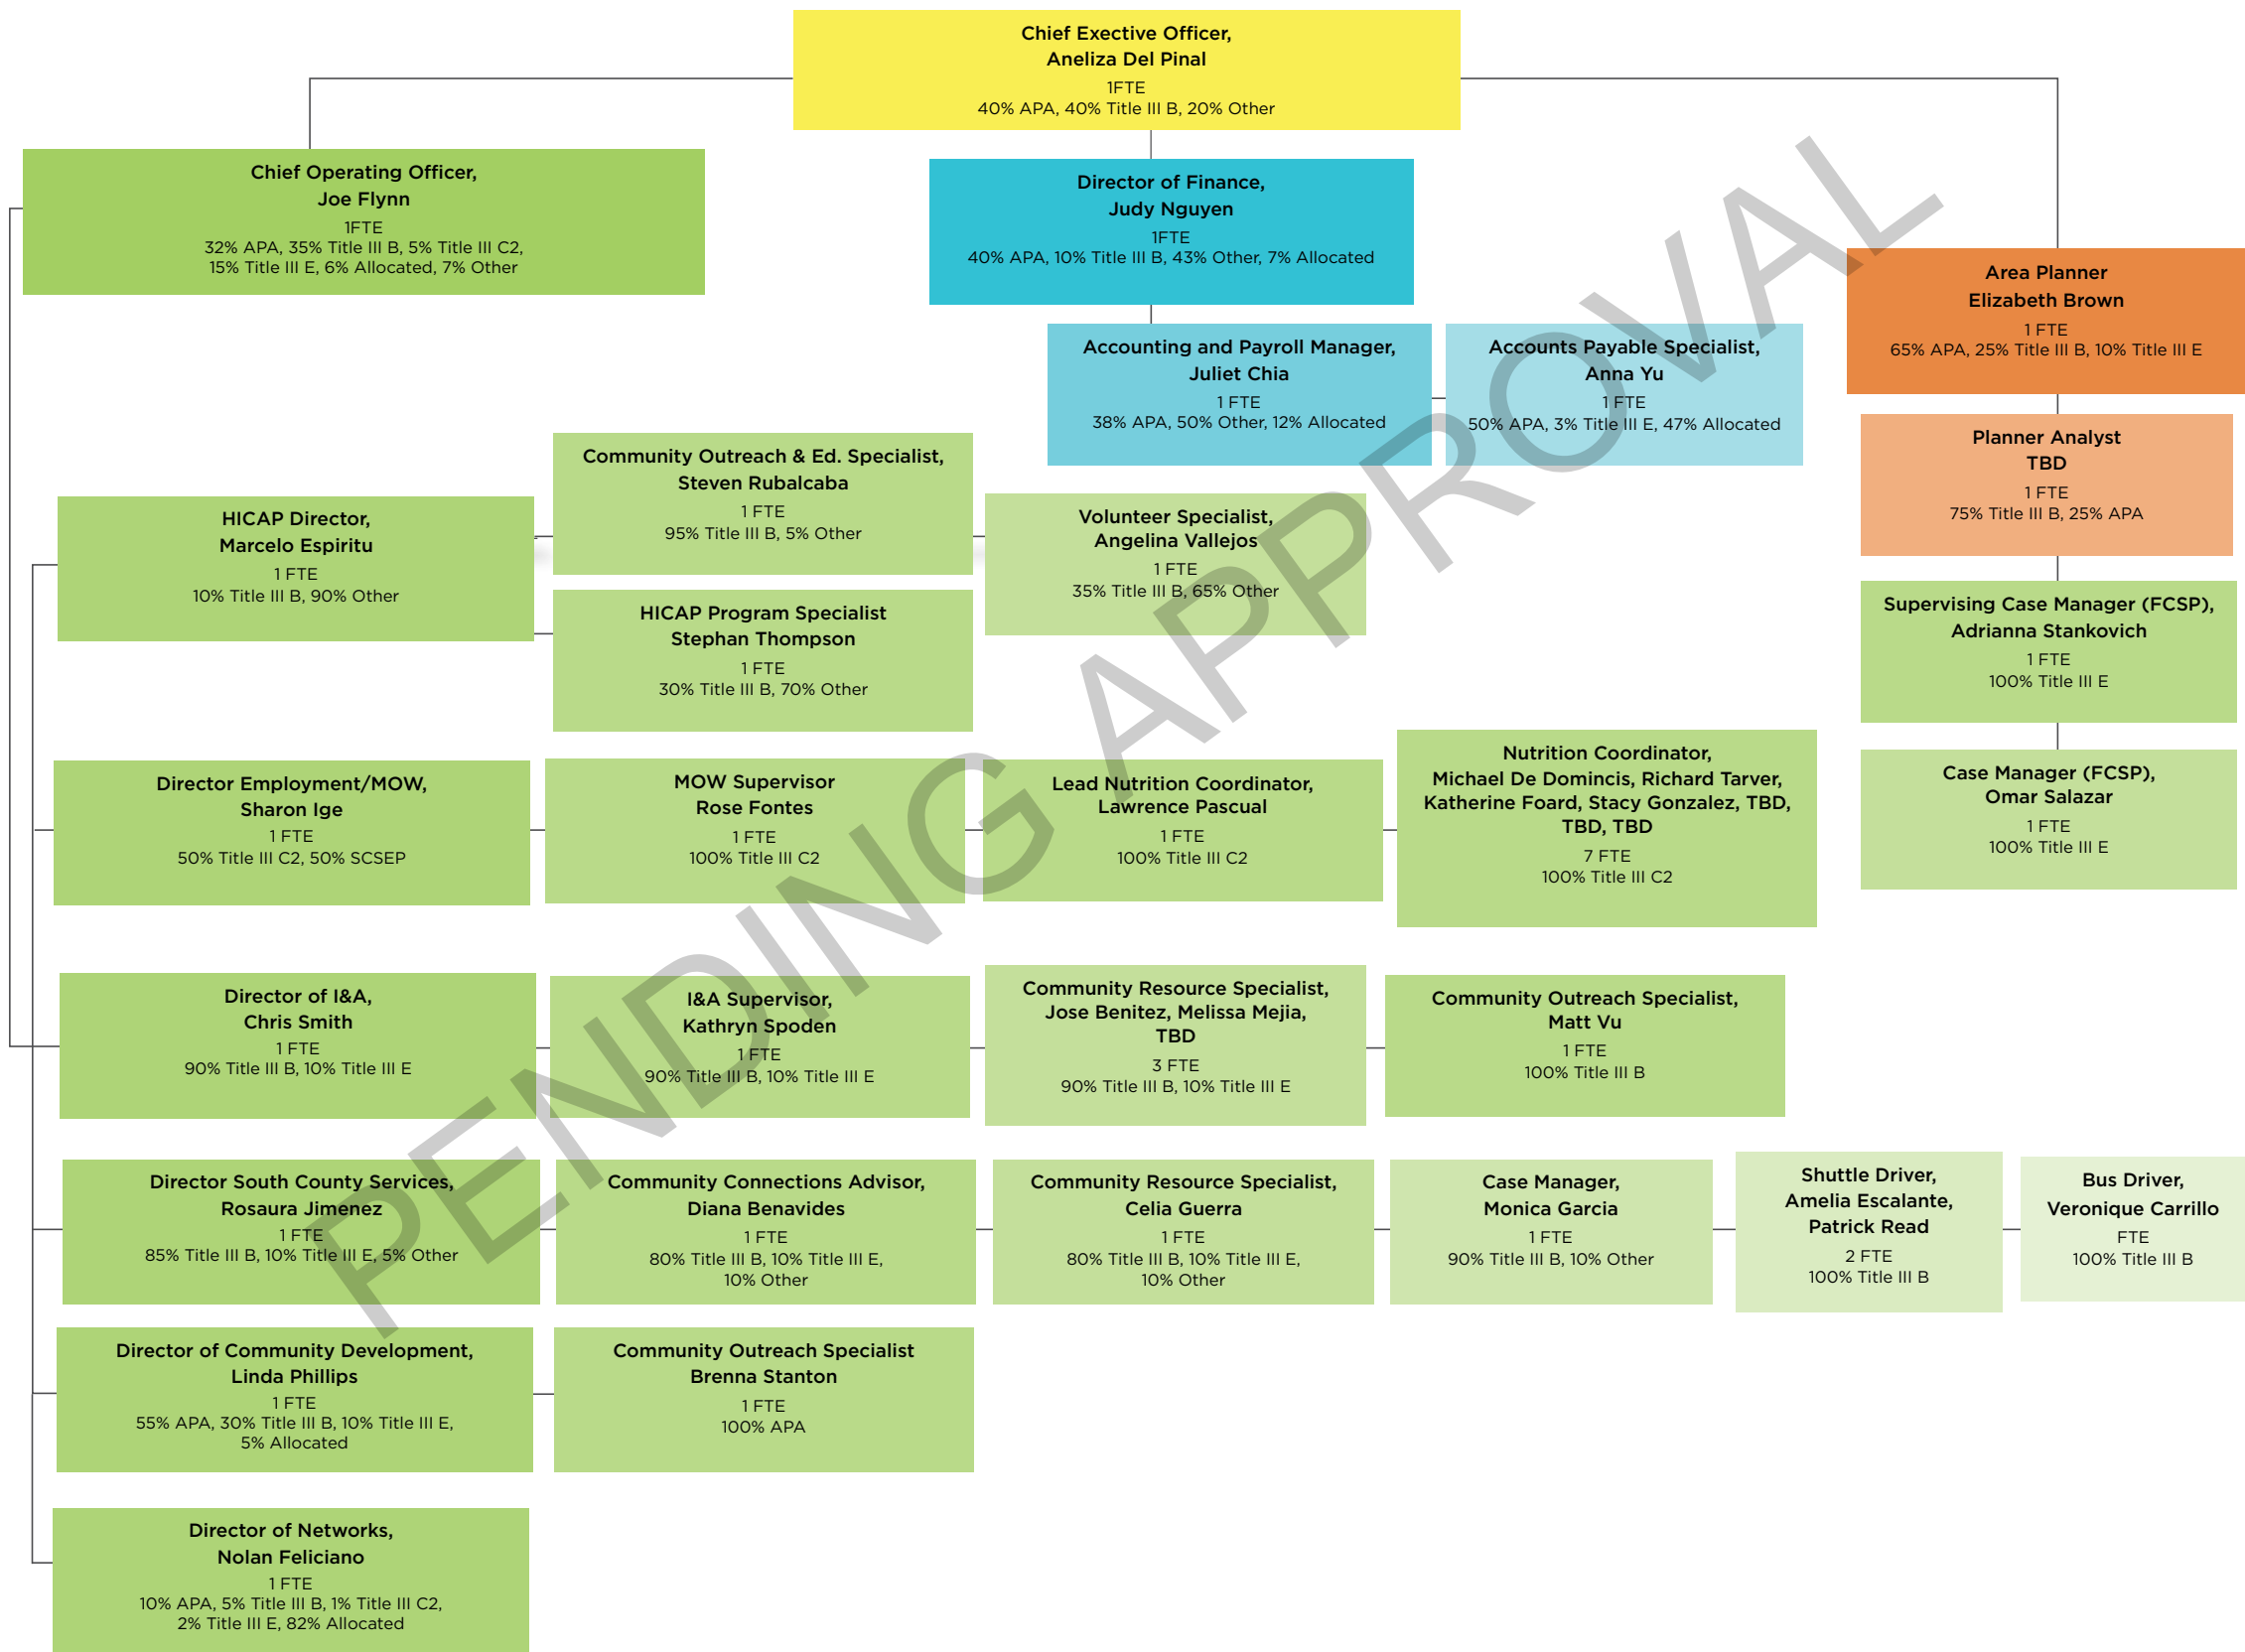 Chief Exective Officer,
Aneliza Del Pinal
1FTE
40% APA, 40% Title III B, 20% Other
Chief Operating Officer,
Joe Flynn
1FTE
32% APA, 35% Title III B, 5% Title III C2,
15% Title III E, 6% Allocated, 7% Other
Director of Finance,
Judy Nguyen
1FTE
40% APA, 10% Title III B, 43% Other, 7% Allocated
Area Planner
Elizabeth Brown
1 FTE
65% APA, 25% Title III B, 10% Title III E
Accounting and Payroll Manager,
Juliet Chia
1 FTE
38% APA, 50% Other, 12% Allocated
Accounts Payable Specialist,
Anna Yu
1 FTE
50% APA, 3% Title III E, 47% Allocated
Planner Analyst
TBD
1 FTE
75% Title III B, 25% APA
Community Outreach & Ed. Specialist,
Steven Rubalcaba
1 FTE
95% Title III B, 5% Other
HICAP Director,
Marcelo Espiritu
1 FTE
10% Title III B, 90% Other
Volunteer Specialist,
Angelina Vallejos
1 FTE
35% Title III B, 65% Other
HICAP Program Specialist
Stephan Thompson
1 FTE
30% Title III B, 70% Other
Supervising Case Manager (FCSP),
Adrianna Stankovich
1 FTE
100% Title III E
Director Employment/MOW,
Sharon Ige
1 FTE
50% Title III C2, 50% SCSEP
MOW Supervisor
Rose Fontes
1 FTE
100% Title III C2
Lead Nutrition Coordinator,
Lawrence Pascual
1 FTE
100% Title III C2
Nutrition Coordinator,
Michael De Domincis, Richard Tarver,
Katherine Foard, Stacy Gonzalez, TBD,
TBD, TBD
7 FTE
100% Title III C2
Case Manager (FCSP),
Omar Salazar
1 FTE
100% Title III E
Director of I&A,
Chris Smith
1 FTE
90% Title III B, 10% Title III E
I&A Supervisor,
Kathryn Spoden
1 FTE
90% Title III B, 10% Title III E
Community Resource Specialist,
Jose Benitez, Melissa Mejia,
TBD
3 FTE
90% Title III B, 10% Title III E
Community Outreach Specialist,
Matt Vu
1 FTE
100% Title III B
Director South County Services,
Rosaura Jimenez
1 FTE
85% Title III B, 10% Title III E, 5% Other
Community Connections Advisor,
Diana Benavides
1 FTE
80% Title III B, 10% Title III E,
10% Other
Community Resource Specialist,
Celia Guerra
1 FTE
80% Title III B, 10% Title III E,
10% Other
Case Manager,
Monica Garcia
1 FTE
90% Title III B, 10% Other
Shuttle Driver,
Amelia Escalante,
Patrick Read
2 FTE
100% Title III B
Bus Driver,
Veronique Carrillo
FTE
100% Title III B
Director of Community Development,
Linda Phillips
1 FTE
55% APA, 30% Title III B, 10% Title III E,
5% Allocated
Community Outreach Specialist
Brenna Stanton
1 FTE
100% APA
Director of Networks,
Nolan Feliciano
1 FTE
10% APA, 5% Title III B, 1% Title III C2,
2% Title III E, 82% Allocated
PENDING APPROVAL